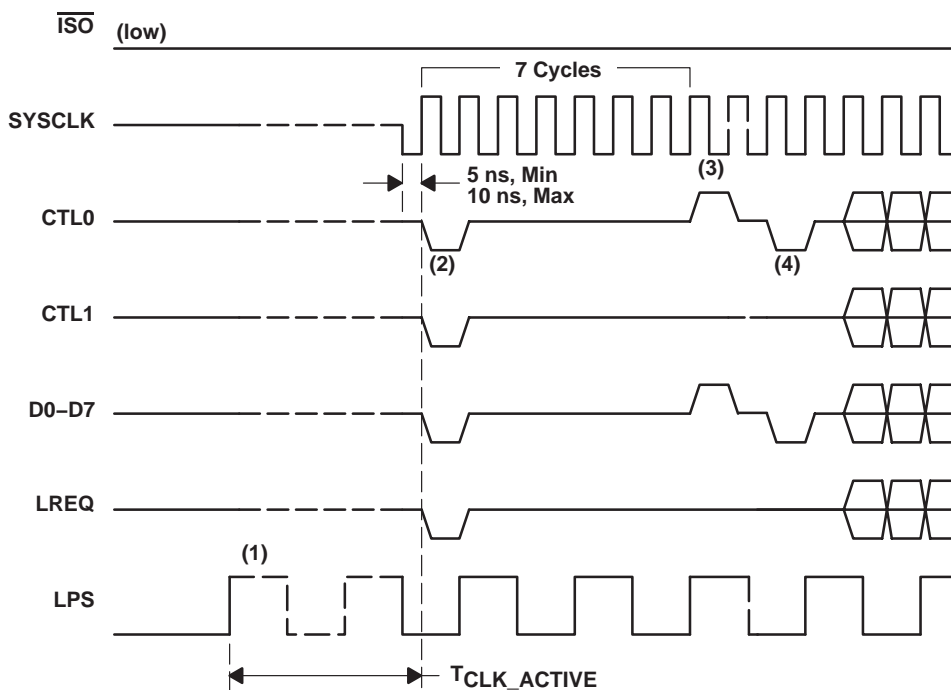 ISO (low)
7 Cycles
SYSCLK
(3)
5 ns, Min
10 ns, Max
CTL0
(2)
(4)
CTL1
D0–D7
LREQ
(1)
LPS
TCLK_ACTIVE